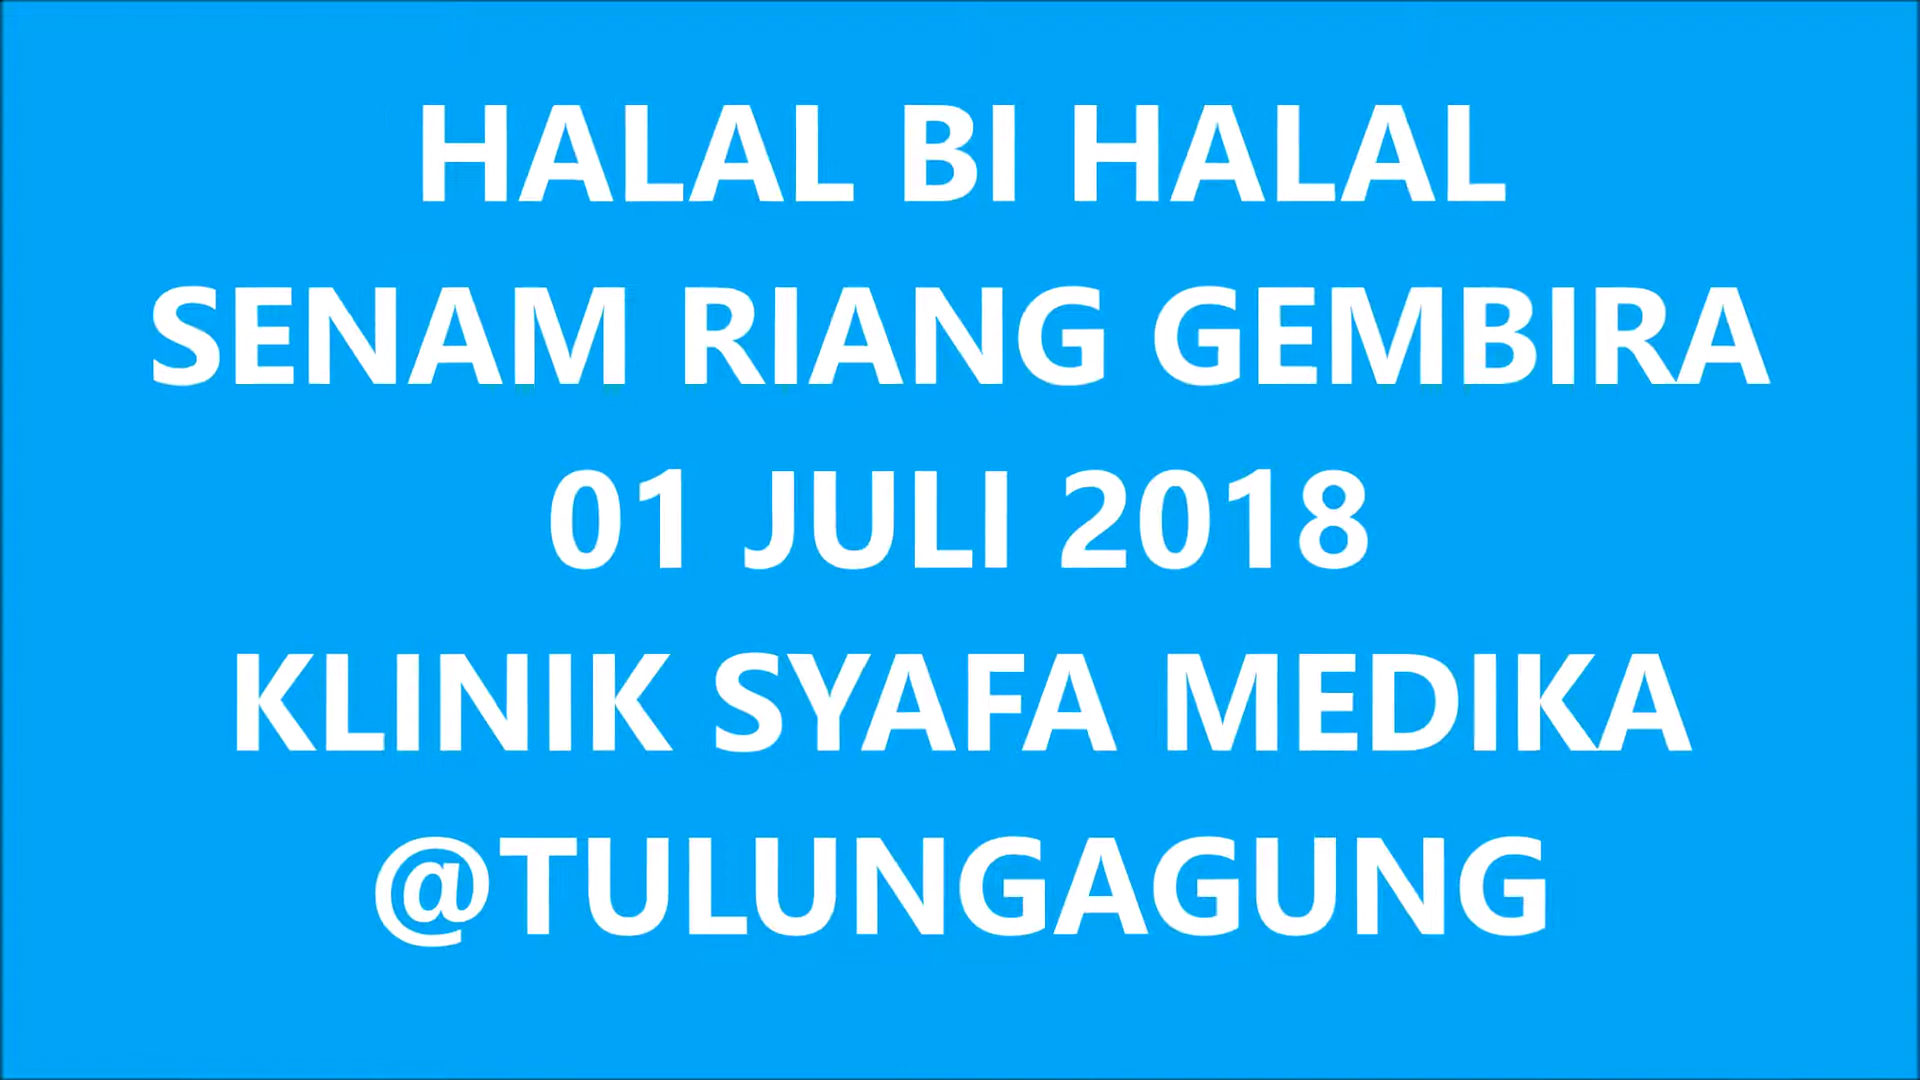 HALAL BI HALAL
SENAM RIANG GEMBIRA
01 JULI 2018
KLINIK SYAFA MEDIKA
@TULUNGAGUNG